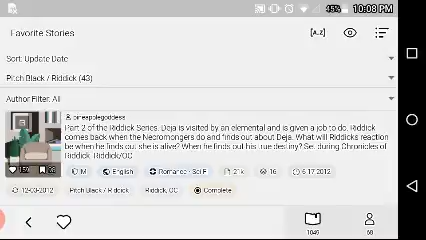 45% 10:08 PM
Favorite Stories [A..Z]
Sort: Update Date
Pitch Black / Riddick (43)
Author Filter: All
pineapplegoddess
Part 2 of the Riddick Series. Deja is visited by an elemental and is given a job to do. Riddick
comes back when the Necromongers do and finds out about Deja. What will Riddicks reaction
be when he finds out she is alive? When he finds out his true destiny? Set during Chronicles of
Riddick. Riddick/OC
M English Romance · Sci Fi 21k 16 6-17-2012
12-03-2012 Pitch Black / Riddick Riddick, OC Complete
1046 68